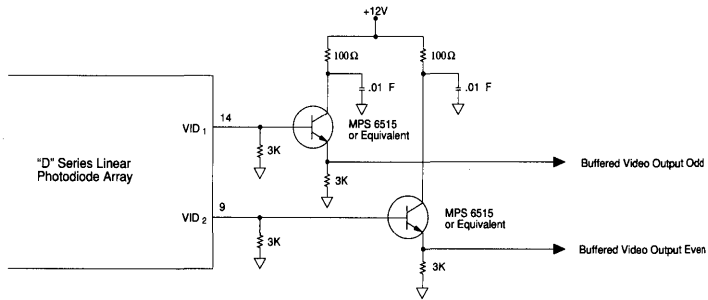 +12V
100Ω
100Ω
.01 F
.01 F
MPS 6515
or Equivalent
VID 1
14
3K
"D" Series Linear
Photodiode Array
3K
Buffered Video Output Odd
VID 2
9
MPS 6515
or Equivalent
3K
Buffered Video Output Even
3K